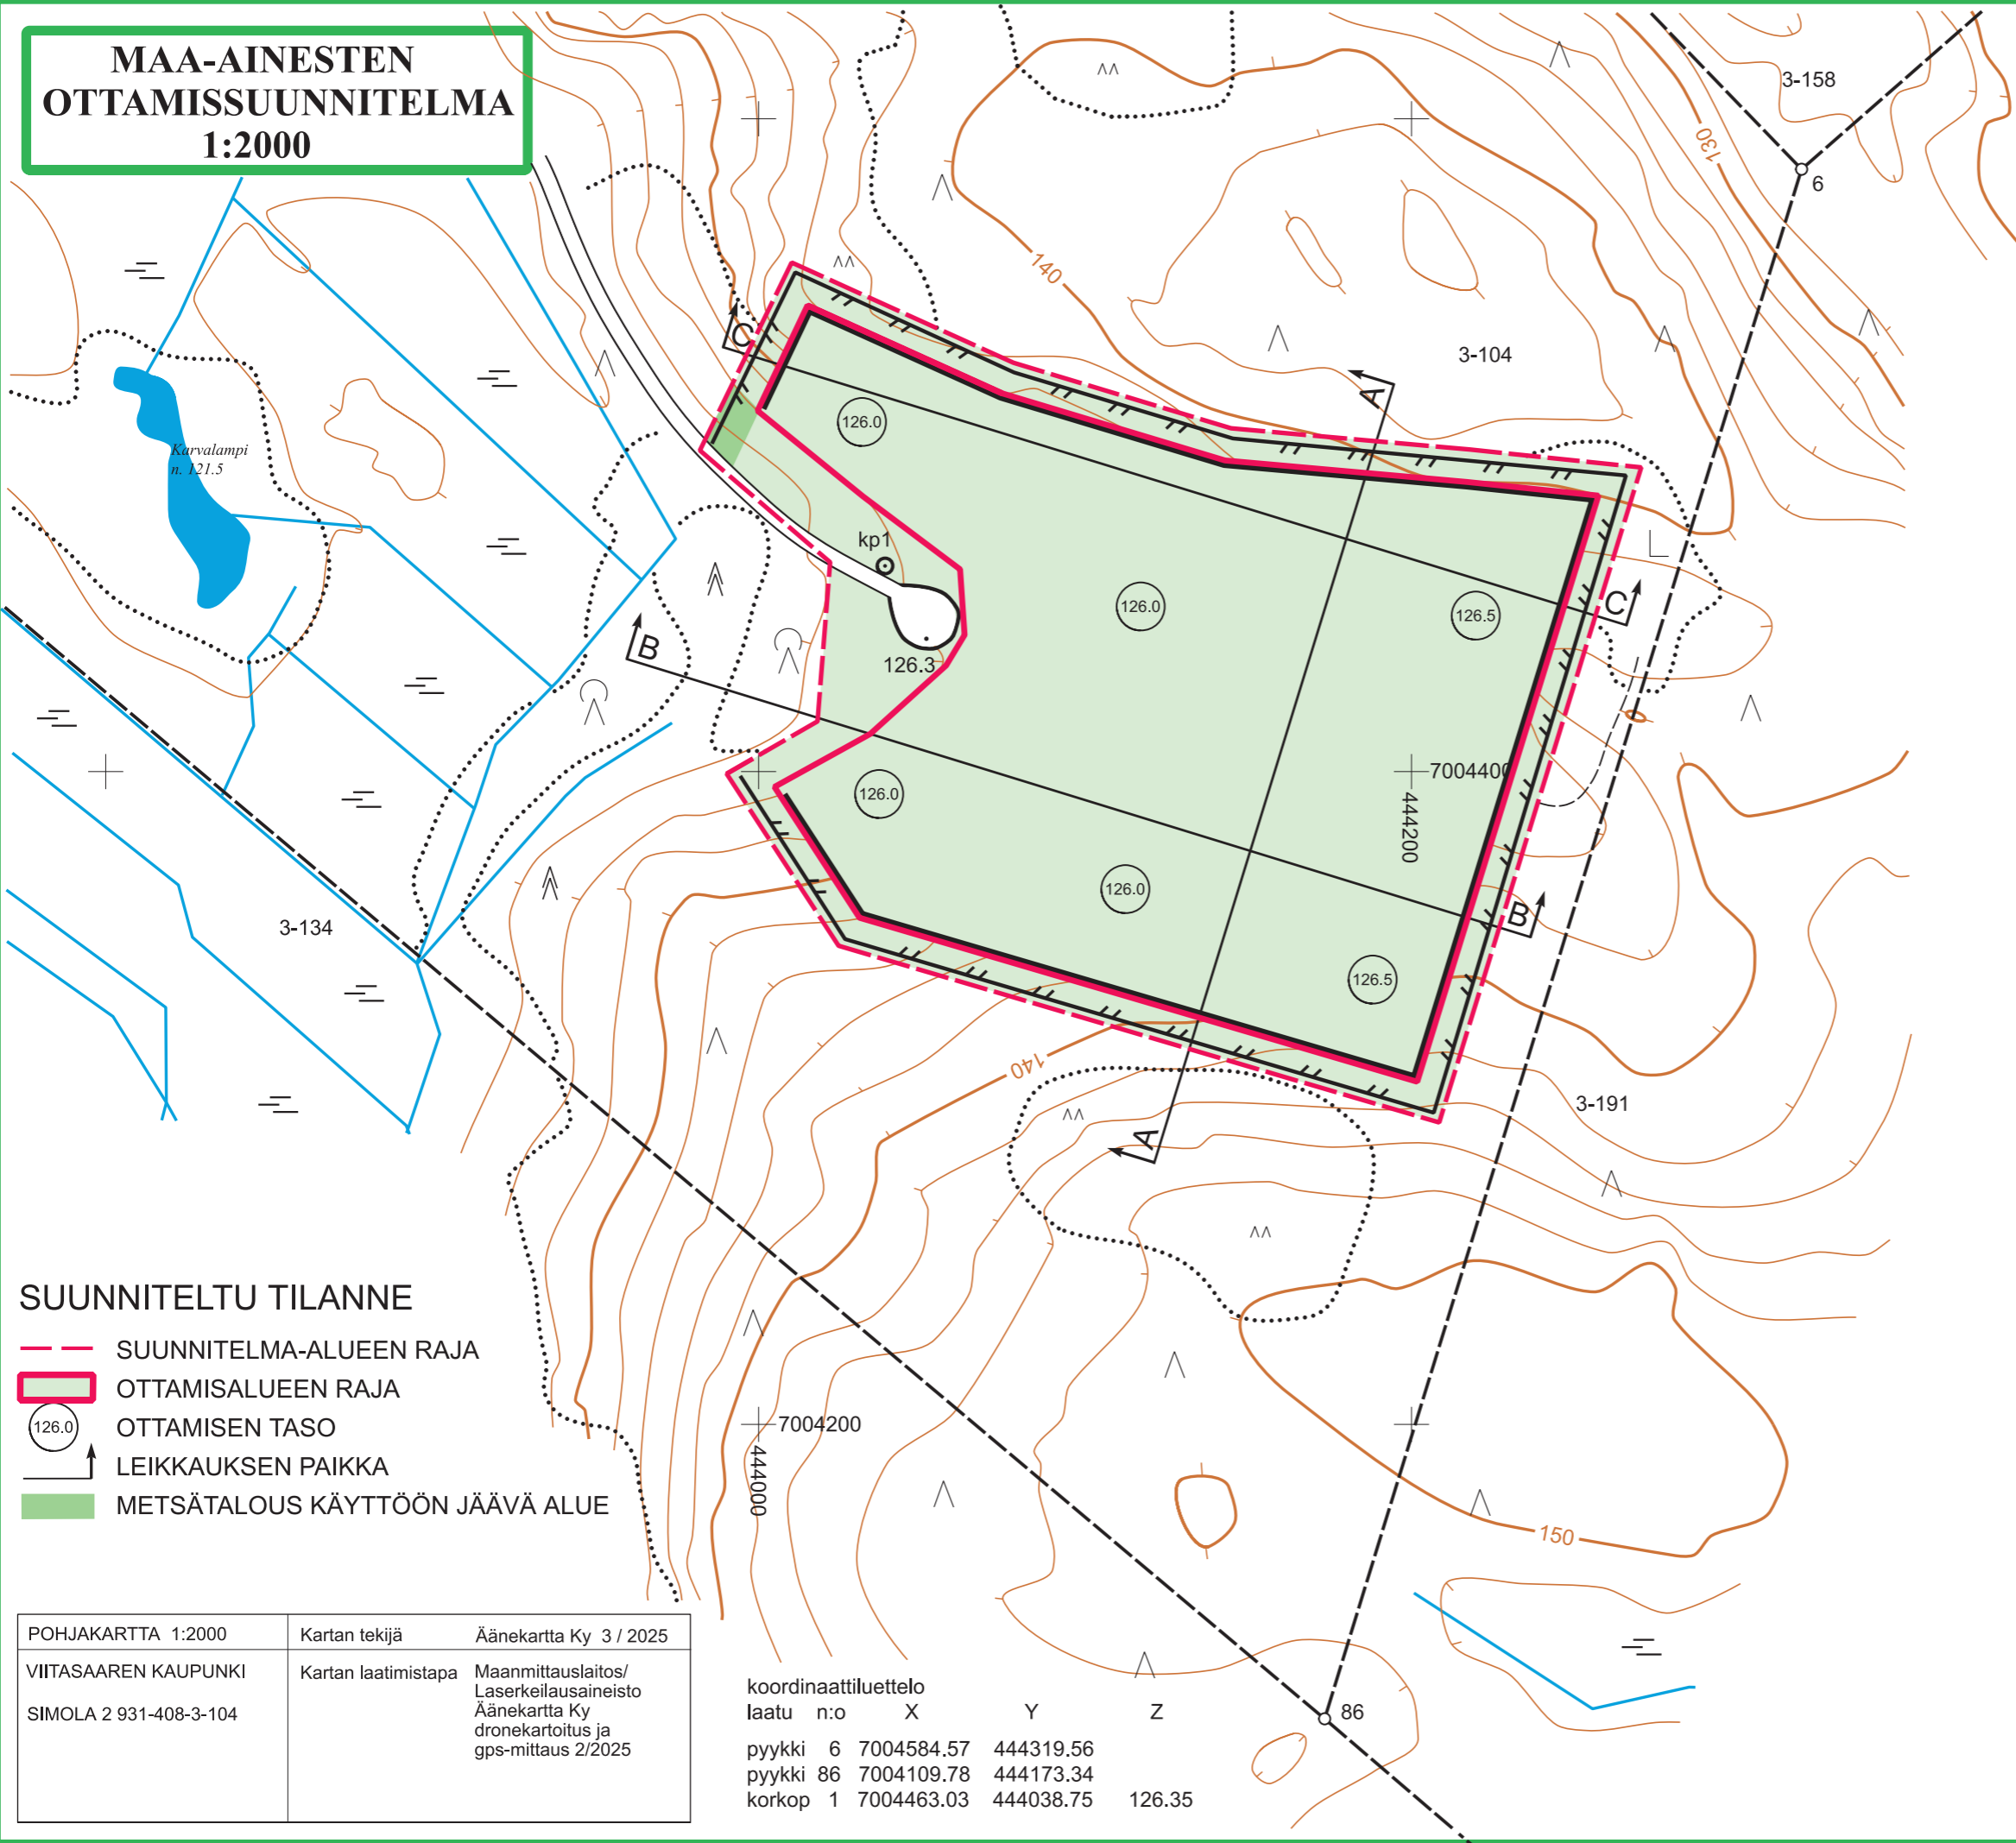 MAA-AINESTEN
OTTAMISSUUNNITELMA
1:2000
3-158
130
6
140
C
A
3-104
126.0
Karvalampi
n. 121.5
kp1
126.0
126.5
C
B
126.3
7004400
444200
126.0
126.0
B
3-134
126.5
140
3-191
A
SUUNNITELTU TILANNE
SUUNNITELMA-ALUEEN RAJA
OTTAMISALUEEN RAJA
126.0 OTTAMISEN TASO
LEIKKAUKSEN PAIKKA
METSÄTALOUS KÄYTTÖÖN JÄÄVÄ ALUE
7004200
444000
150
POHJAKARTTA 1:2000 Kartan tekijä Äänekartta Ky 3 / 2025
VIITASAAREN KAUPUNKI Kartan laatimistapa Maanmittauslaitos/
Laserkeilausaineisto
SIMOLA 2 931-408-3-104 Äänekartta Ky
dronekartoitus ja
gps-mittaus 2/2025
koordinaattiluettelo
laatu n:o X Y Z
86
pyykki 6 7004584.57 444319.56
pyykki 86 7004109.78 444173.34
korkop 1 7004463.03 444038.75 126.35